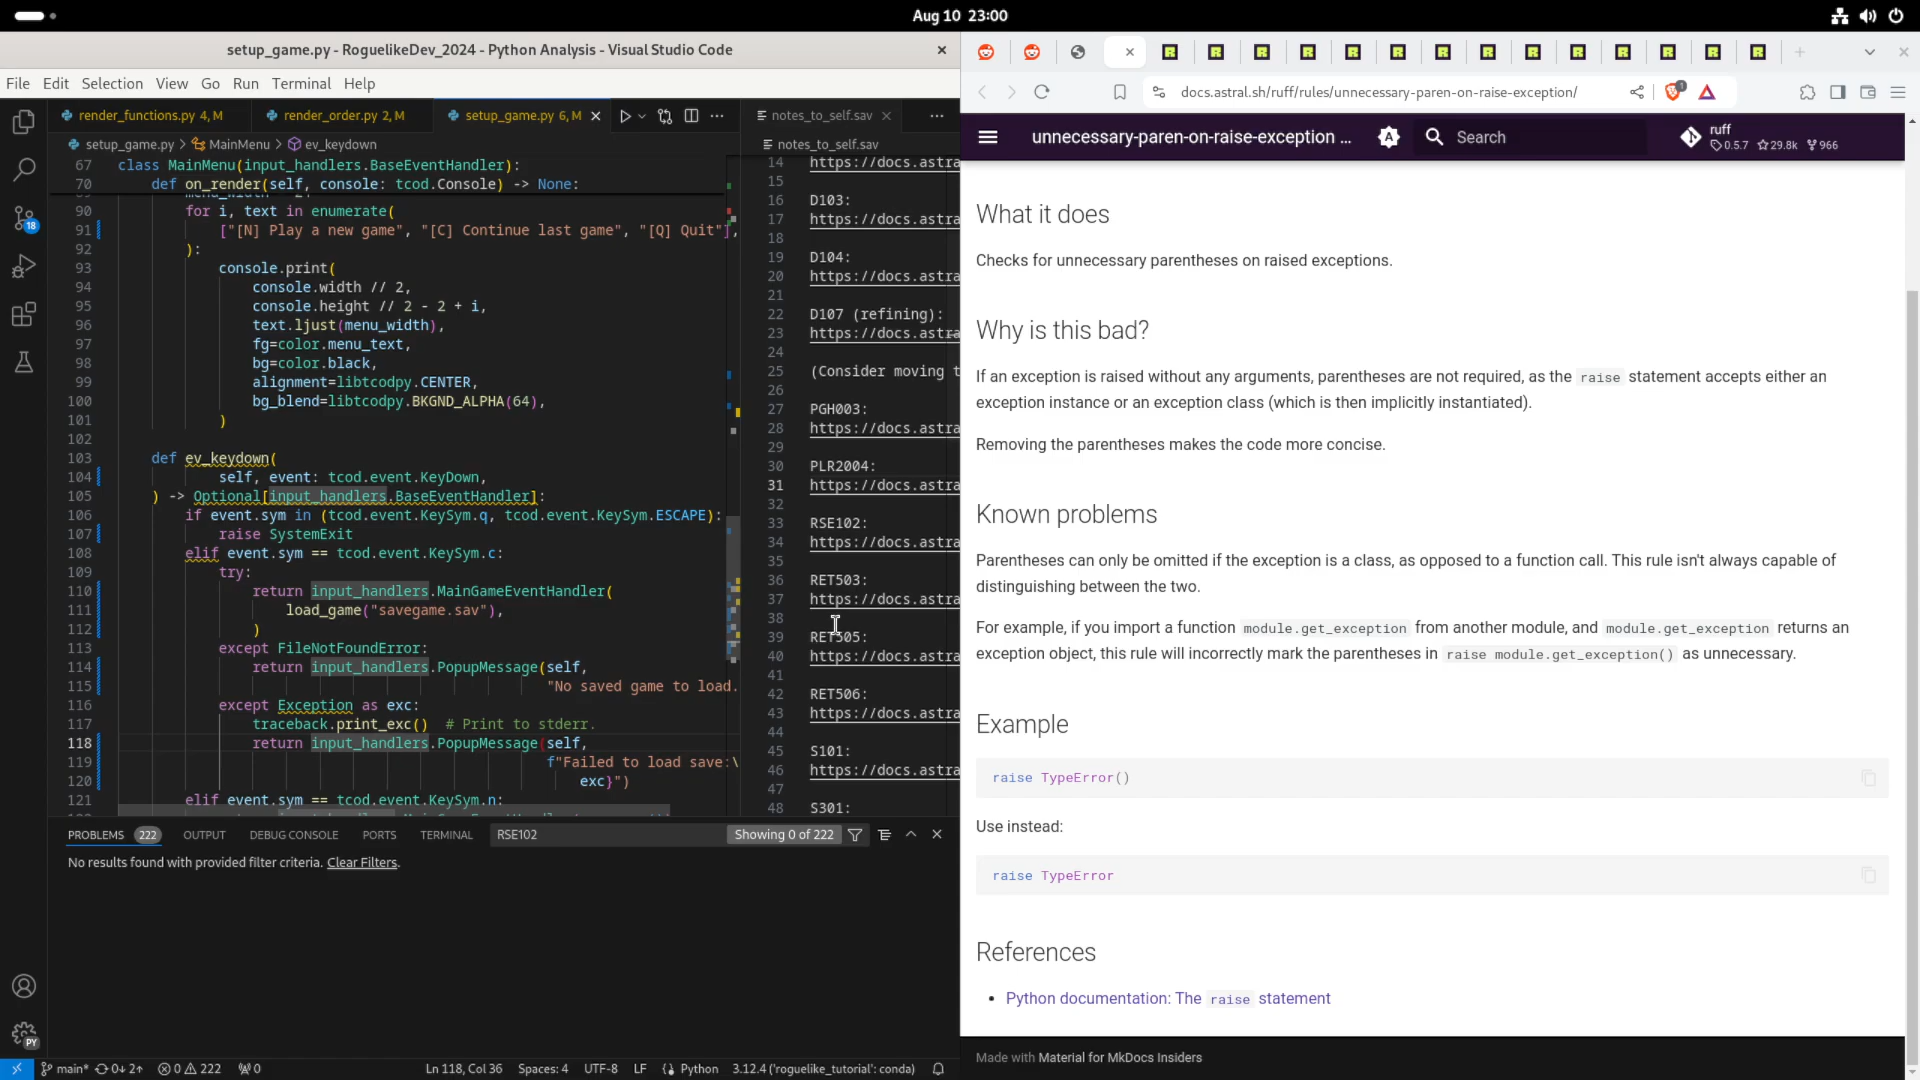 Aug 10 23:00
setup_game.py - RoguelikeDev_2024 - Python Analysis - Visual Studio Code
File Edit Selection View Go Run Terminal Help
render_functions.py 4, M
render_order.py 2, M
setup_game.py 6, M
setup_game.py > MainMenu > ev_keydown
67 class MainMenu(input_handlers.BaseEventHandler):
70 def on_render(self, console: tcod.Console) -> None:
90 for i, text in enumerate(
91 ["[N] Play a new game", "[C] Continue last game", "[Q] Quit"],
92 ):
93 console.print(
94 console.width // 2,
95 console.height // 2 - 2 + i,
96 text.ljust(menu_width),
97 fg=color.menu_text,
98 bg=color.black,
99 alignment=libtcodpy.CENTER,
100 bg_blend=libtcodpy.BKGND_ALPHA(64),
101 )
102
103 def ev_keydown(
104 self, event: tcod.event.KeyDown,
105 ) -> Optional[input_handlers.BaseEventHandler]:
106 if event.sym in (tcod.event.KeySym.q, tcod.event.KeySym.ESCAPE):
107 raise SystemExit
108 elif event.sym == tcod.event.KeySym.c:
109 try:
110 return input_handlers.MainGameEventHandler(
111 load_game("savegame.sav"),
112 )
113 except FileNotFoundError:
114 return input_handlers.PopupMessage(self,
115 "No saved game to load.
116 except Exception as exc:
117 traceback.print_exc() # Print to stderr.
118 return input_handlers.PopupMessage(self,
119 f"Failed to load save:\
120 exc}")
121 elif event.sym == tcod.event.KeySym.n:
notes_to_self.sav
notes_to_self.sav
14 https://docs.astra
15
16 D103:
17 https://docs.astra
18
19 D104:
20 https://docs.astra
21
22 D107 (refining):
23 https://docs.astra
24
25 (Consider moving t
26
27 PGH003:
28 https://docs.astra
29
30 PLR2004:
31 https://docs.astra
32
33 RSE102:
34 https://docs.astra
35
36 RET503:
37 https://docs.astra
38
39 RET505:
40 https://docs.astra
41
42 RET506:
43 https://docs.astra
44
45 S101:
46 https://docs.astra
47
48 S301:
PROBLEMS 222 OUTPUT DEBUG CONSOLE PORTS TERMINAL RSE102 Showing 0 of 222
No results found with provided filter criteria. Clear Filters.
18
PY
main* 0↓ 2↑ 0 222 0 Ln 118, Col 36 Spaces: 4 UTF-8 LF Python 3.12.4 ('roguelike_tutorial': conda)
docs.astral.sh/ruff/rules/unnecessary-paren-on-raise-exception/
1
unnecessary-paren-on-raise-exception ...
Search
ruff
0.5.7 29.8k 966
What it does
Checks for unnecessary parentheses on raised exceptions.
Why is this bad?
If an exception is raised without any arguments, parentheses are not required, as the raise statement accepts either an
exception instance or an exception class (which is then implicitly instantiated).
Removing the parentheses makes the code more concise.
Known problems
Parentheses can only be omitted if the exception is a class, as opposed to a function call. This rule isn't always capable of
distinguishing between the two.
For example, if you import a function module.get_exception from another module, and module.get_exception returns an
exception object, this rule will incorrectly mark the parentheses in raise module.get_exception() as unnecessary.
Example
raise TypeError()
Use instead:
raise TypeError
References
Python documentation: The raise statement
Made with Material for MkDocs Insiders